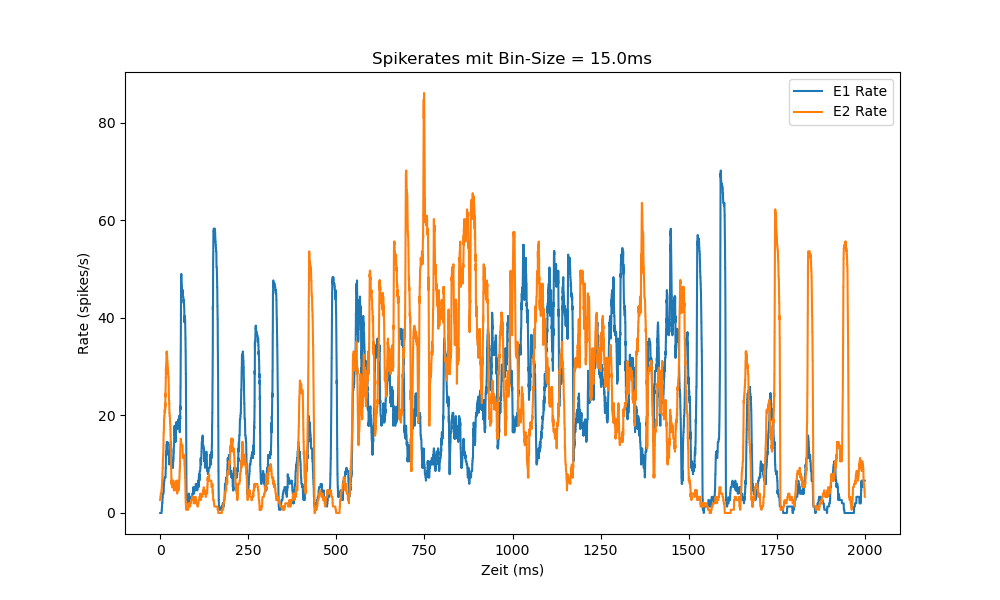 Spikerates mit Bin-Size = 15.0ms
E1 Rate
E2 Rate
Rate (spikes/s)
80
60
40
20
0
0 250 500 750 1000 1250 1500 1750 2000
Zeit (ms)